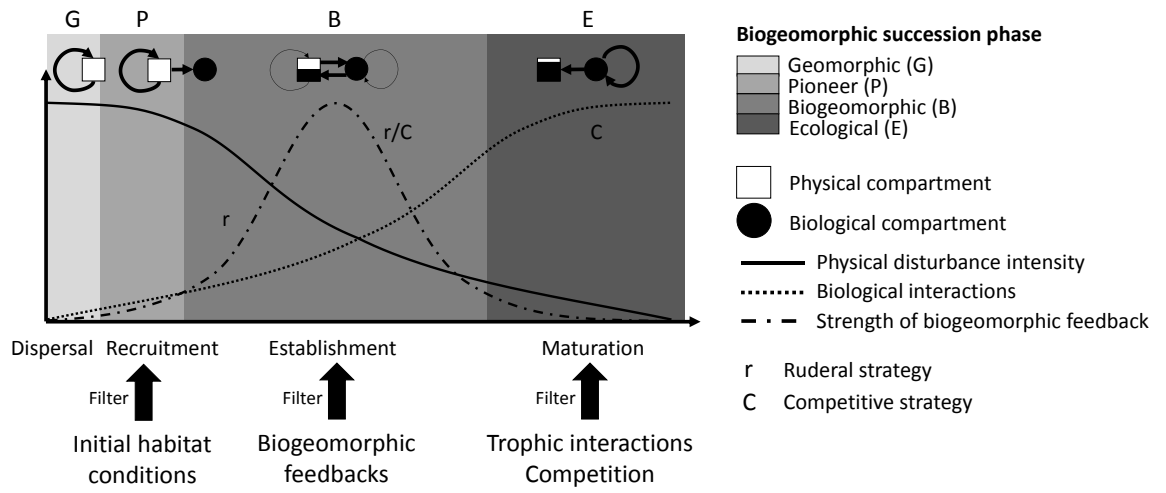 G
P
B
E
r
r/C
C
Dispersal
Recruitment
Establishment
Maturation
Filter
Filter
Filter
Initial habitat
conditions
Biogeomorphic
feedbacks
Trophic interactions
Competition
Biogeomorphic succession phase
Geomorphic (G)
Pioneer (P)
Biogeomorphic (B)
Ecological (E)
Physical compartment
Biological compartment
Physical disturbance intensity
Biological interactions
Strength of biogeomorphic feedback
r Ruderal strategy
C Competitive strategy